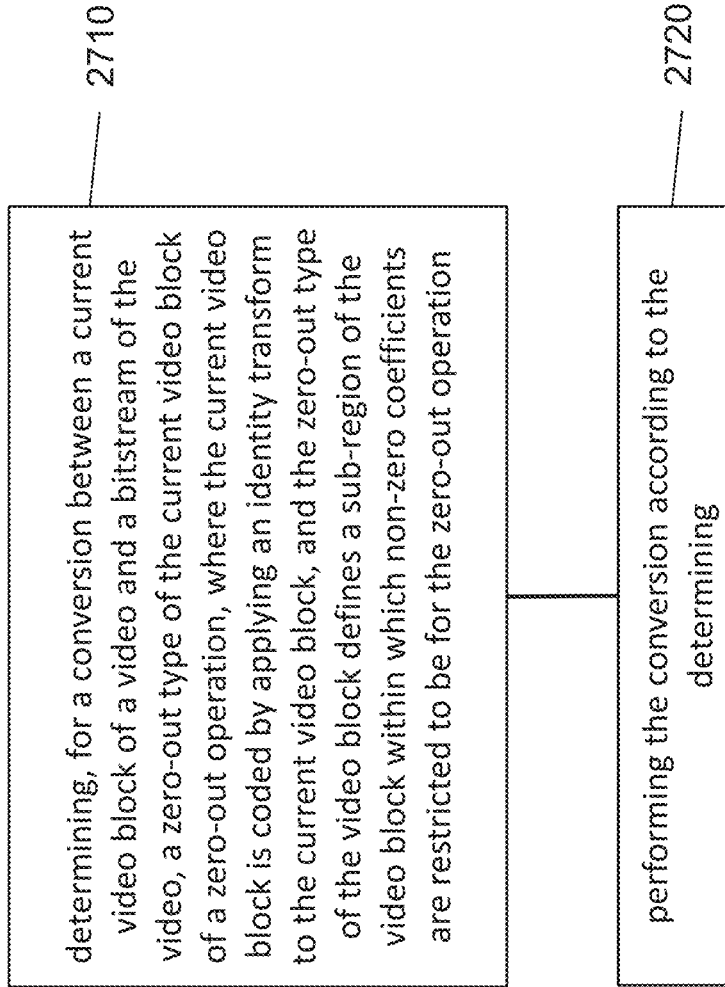 2710
determining, for a conversion between a current
video block of a video and a bitstream of the
video, a zero-out type of the current video block
of a zero-out operation, where the current video
block is coded by applying an identity transform
to the current video block, and the zero-out type
of the video block defines a sub-region of the
video block within which non-zero coefficients
are restricted to be for the zero-out operation
2720
performing the conversion according to the
determining